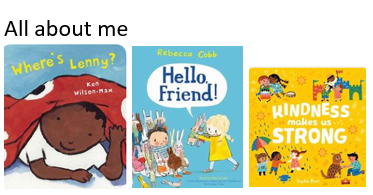 All about me
Where's Lenny?
Ken
Wilson-Max
Rebecca Cobb
Hello,
friend!
KINDNESS
makes us
STRONG